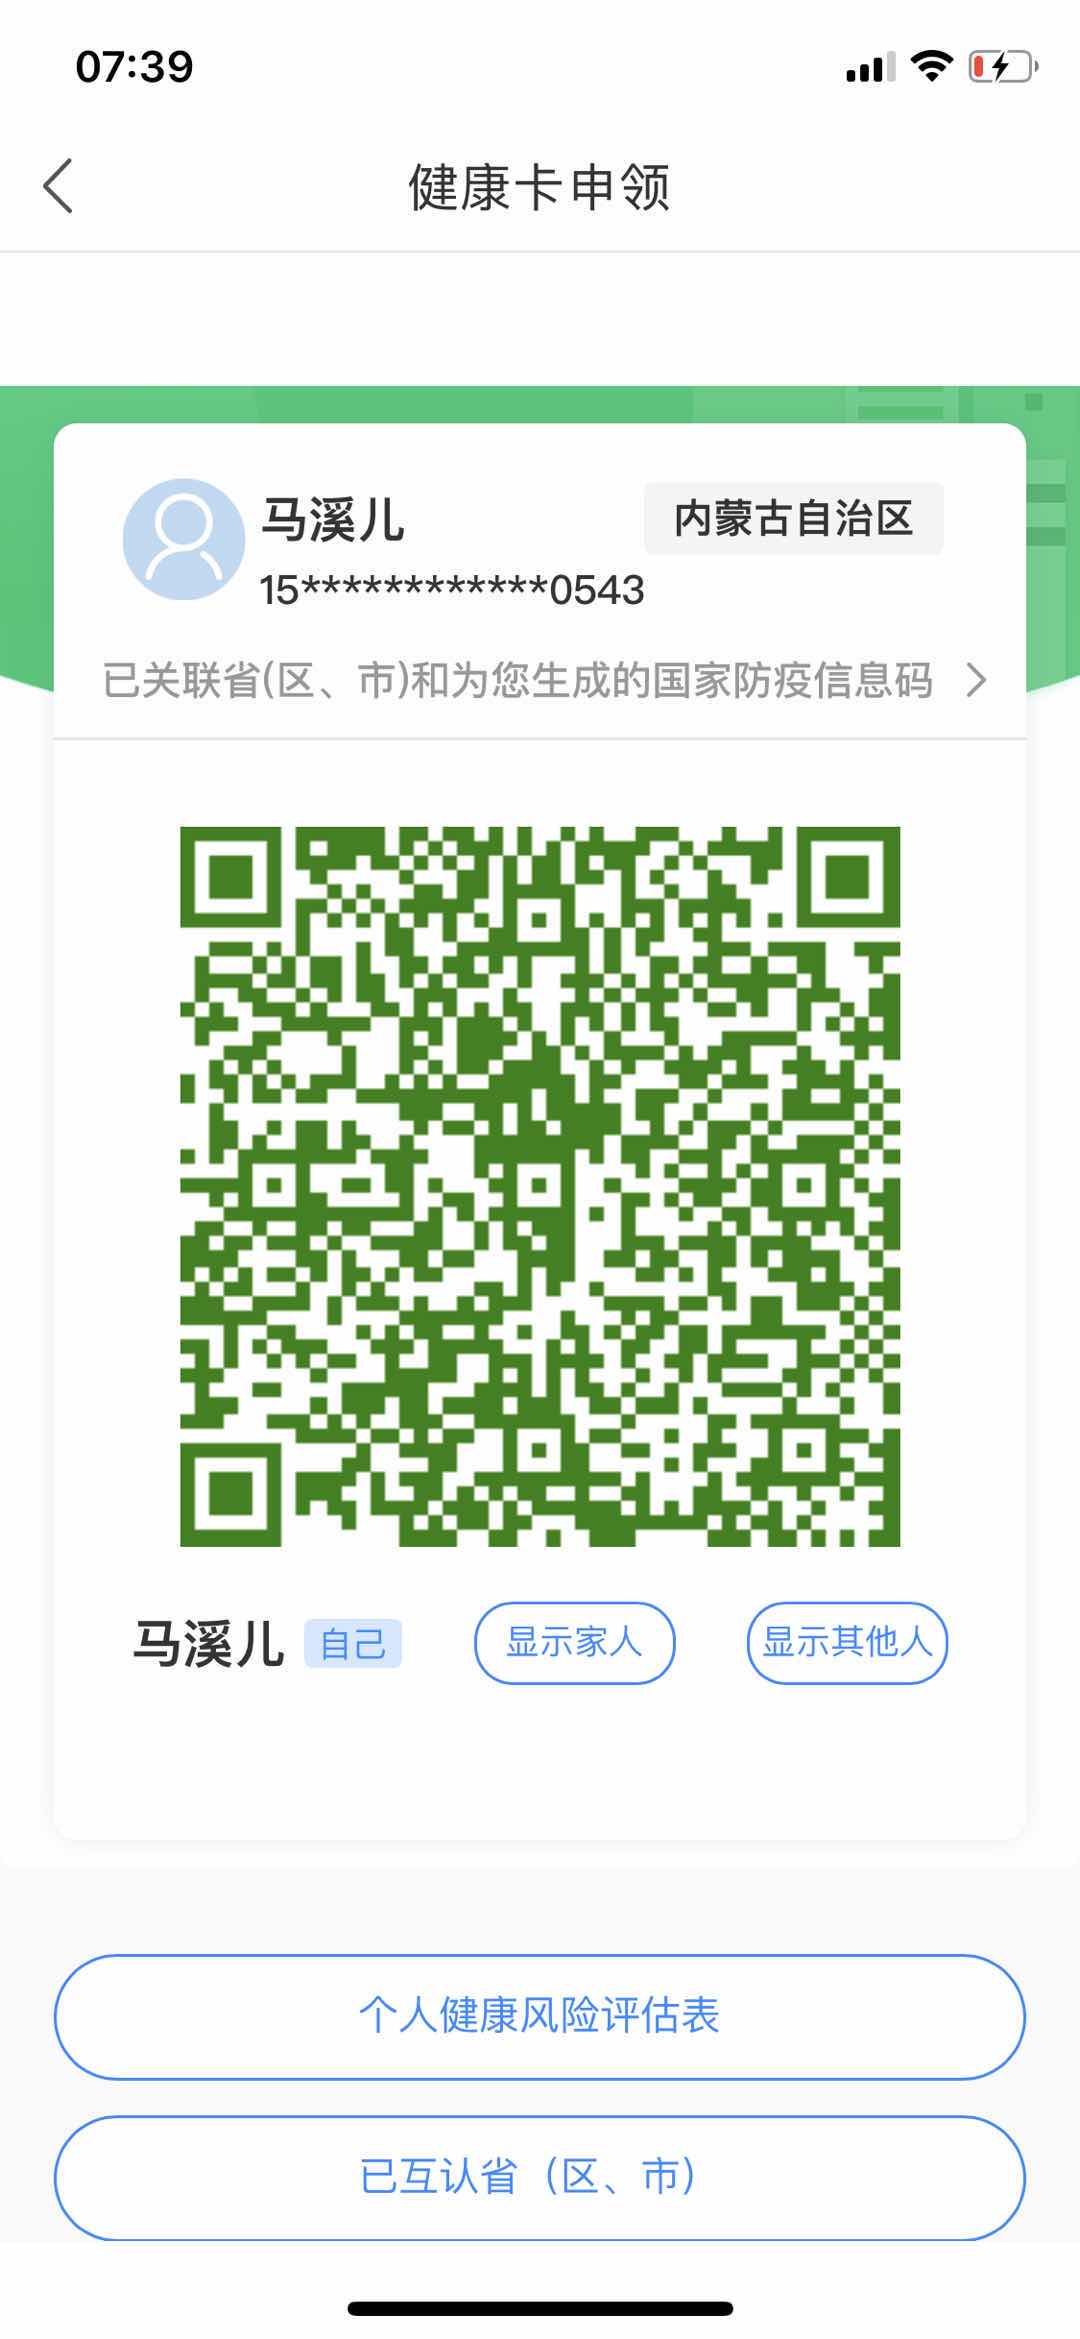 07:39
健康卡申领
马溪儿
内蒙古自治区
15************0543
已关联省(区、市)和为您生成的国家防疫信息码
马溪儿 自己 显示家人 显示其他人
个人健康风险评估表
已互认省（区、市）